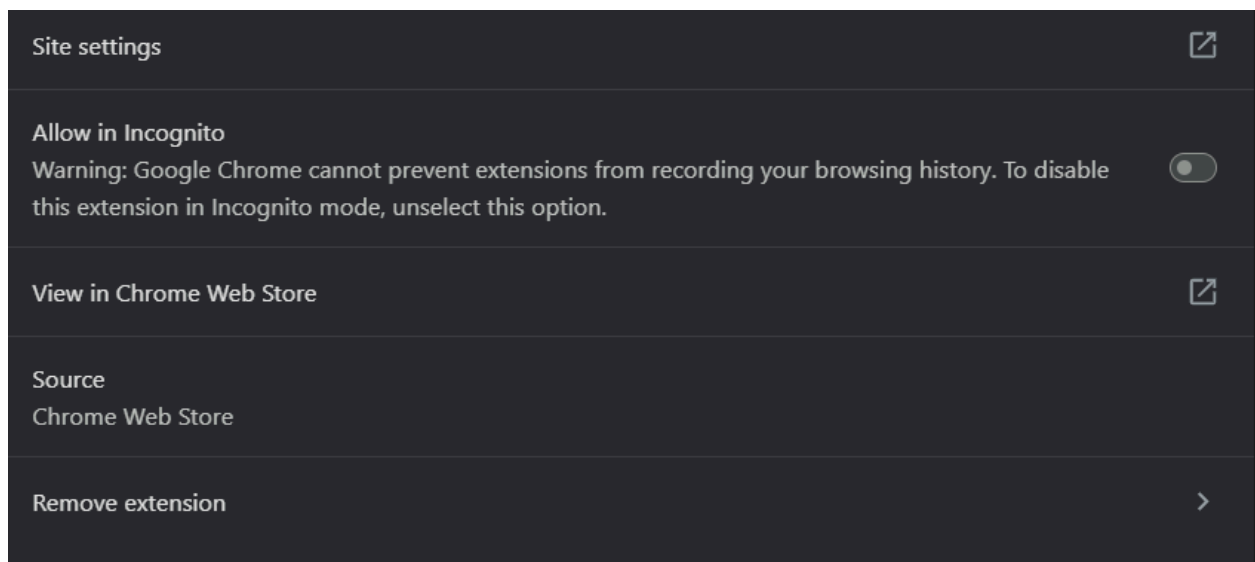 Site settings
Allow in Incognito
Warning: Google Chrome cannot prevent extensions from recording your browsing history. To disable
this extension in Incognito mode, unselect this option.
View in Chrome Web Store
Source
Chrome Web Store
Remove extension